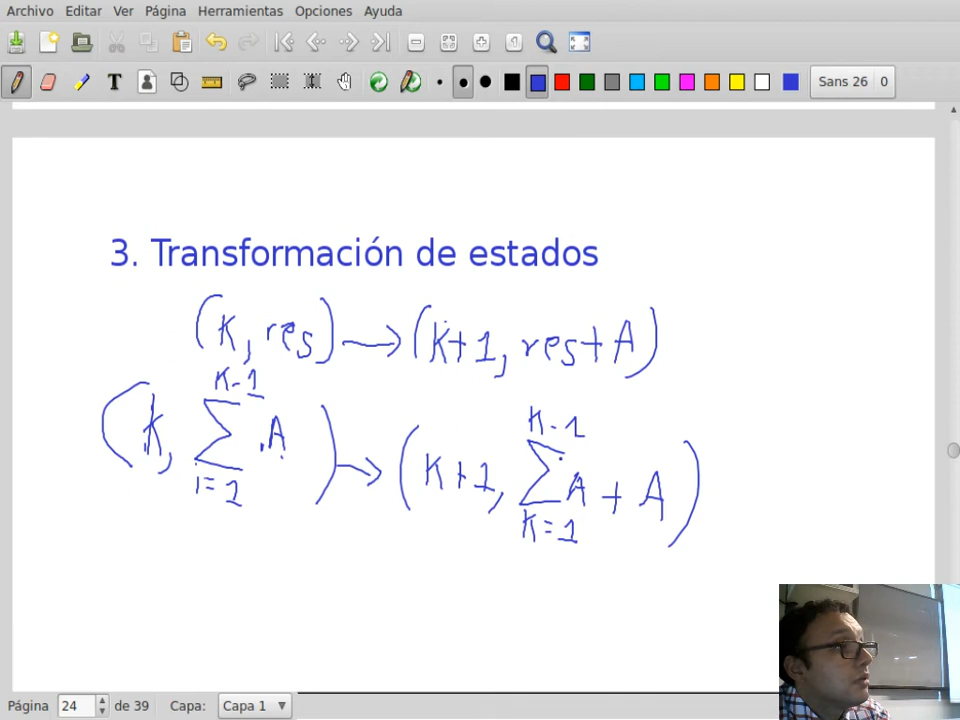 Archivo Editar Ver Página Herramientas Opciones Ayuda
Sans 26 0
3. Transformación de estados
(K, res) → (K+1, res+A)
(K, ∑_{i=1}^{K-1} A) → (K+1, ∑_{K=1}^{K-1} A + A)
Página 24 de 39 Capa: Capa 1